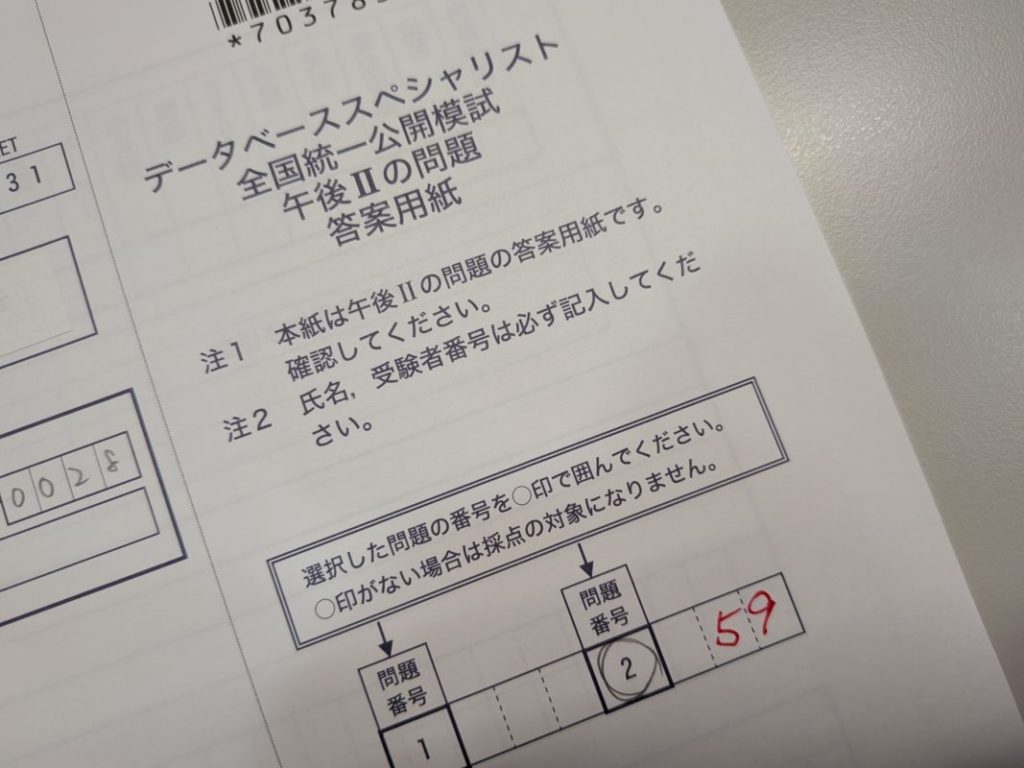 *70378
データベーススペシャリスト
全国統一公開模試
午後Ⅱの問題
答案用紙
ET
31
注1 本紙は午後Ⅱの問題の答案用紙です。
確認してください。
注2 氏名，受験者番号は必ず記入してくだ
さい。
0028
選択した問題の番号を○印で囲んでください。
○印がない場合は採点の対象になりません。
問題
番号
2
59
問題
番号
1